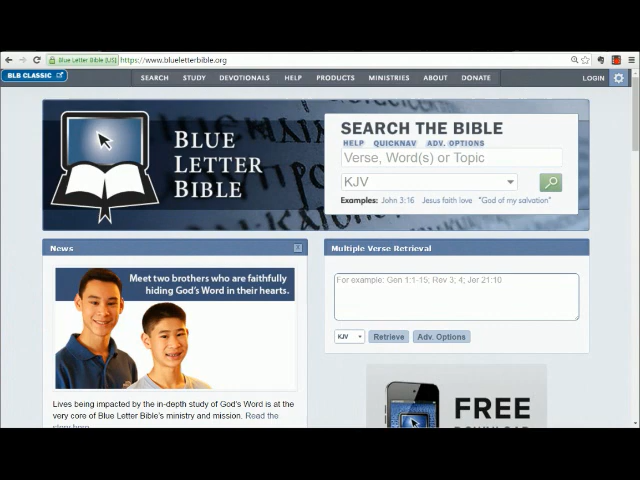 Blue Letter Bible [US] https://www.blueletterbible.org
BLB CLASSIC
SEARCH STUDY DEVOTIONALS HELP PRODUCTS MINISTRIES ABOUT DONATE LOGIN
BLUE
LETTER
BIBLE
SEARCH THE BIBLE
HELP QUICKNAV ADV. OPTIONS
Verse, Word(s) or Topic
KJV
Examples: John 3:16 Jesus faith love "God of my salvation"
News
Meet two brothers who are faithfully
hiding God's Word in their hearts.
Lives being impacted by the in-depth study of God's Word is at the
very core of Blue Letter Bible's ministry and mission. Read the
story here
Multiple Verse Retrieval
For example: Gen 1:1-15; Rev 3; 4; Jer 21:10
KJV Retrieve Adv. Options
FREE
DOWNLOAD